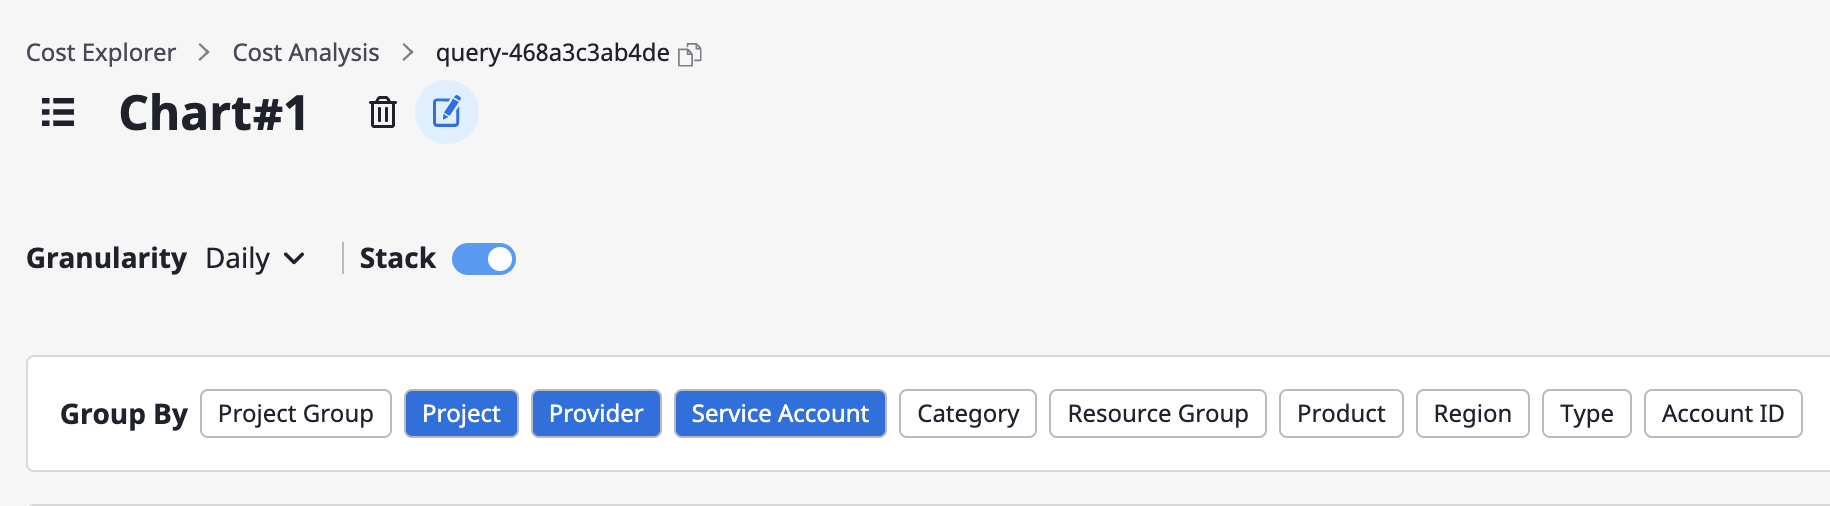 Cost Explorer > Cost Analysis > query-468a3c3ab4de
Chart#1
Granularity Daily Stack
Group By Project Group Project Provider Service Account Category Resource Group Product Region Type Account ID